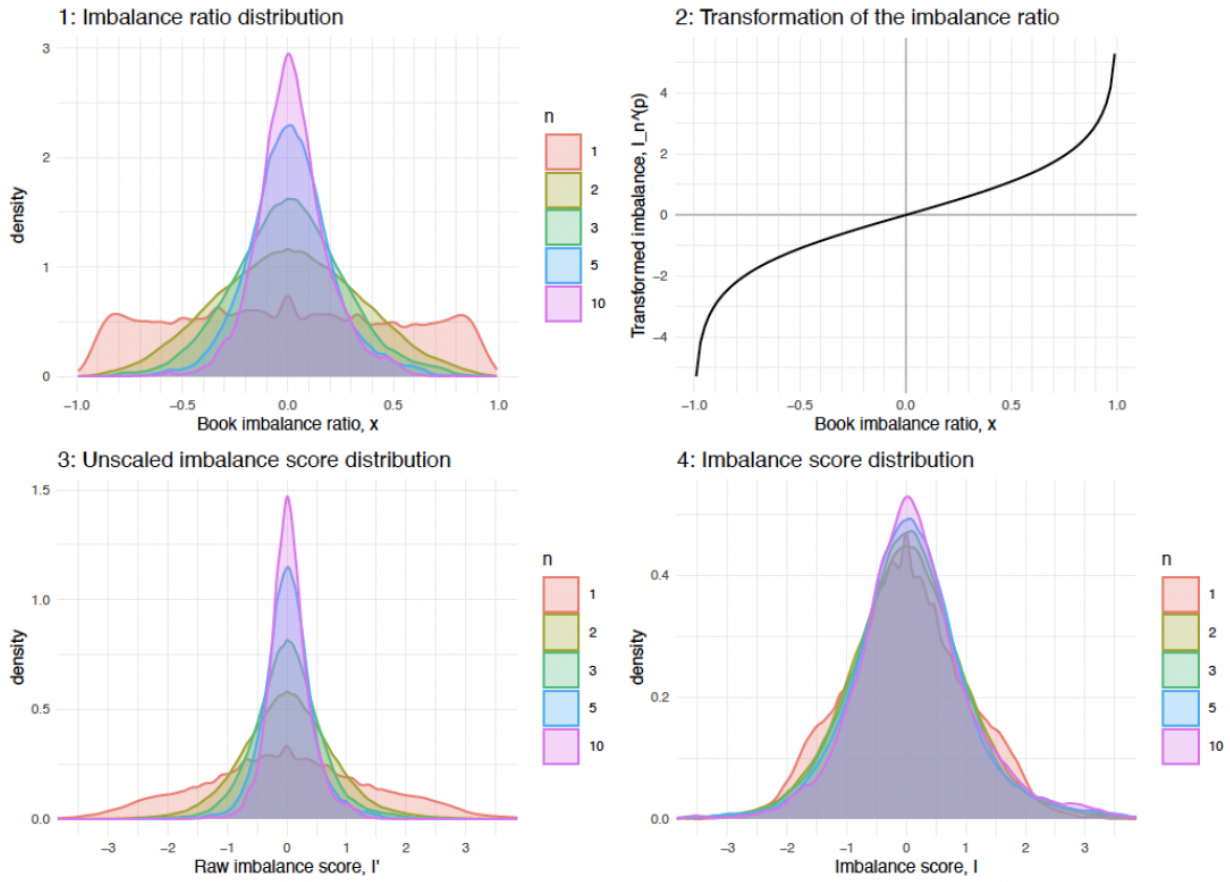 1: Imbalance ratio distribution
3
2
1
0
density
-1.0 -0.5 0.0 0.5 1.0
Book imbalance ratio, x
n
1
2
3
5
10
2: Transformation of the imbalance ratio
4
2
0
-2
-4
Transformed imbalance, I_n^(p)
-1.0 -0.5 0.0 0.5 1.0
Book imbalance ratio, x
3: Unscaled imbalance score distribution
1.5
1.0
0.5
0.0
density
-3 -2 -1 0 1 2 3
Raw imbalance score, I'
n
1
2
3
5
10
4: Imbalance score distribution
0.4
0.2
0.0
density
-3 -2 -1 0 1 2 3
Imbalance score, I
n
1
2
3
5
10